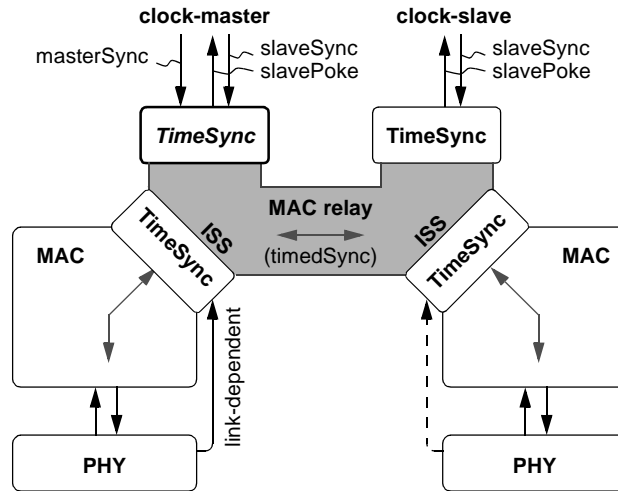 clock-master
clock-slave
masterSync
slaveSync
slavePoke
slaveSync
slavePoke
TimeSync
TimeSync
MAC relay
(timedSync)
ISS
ISS
TimeSync
TimeSync
MAC
MAC
link-dependent
PHY
PHY